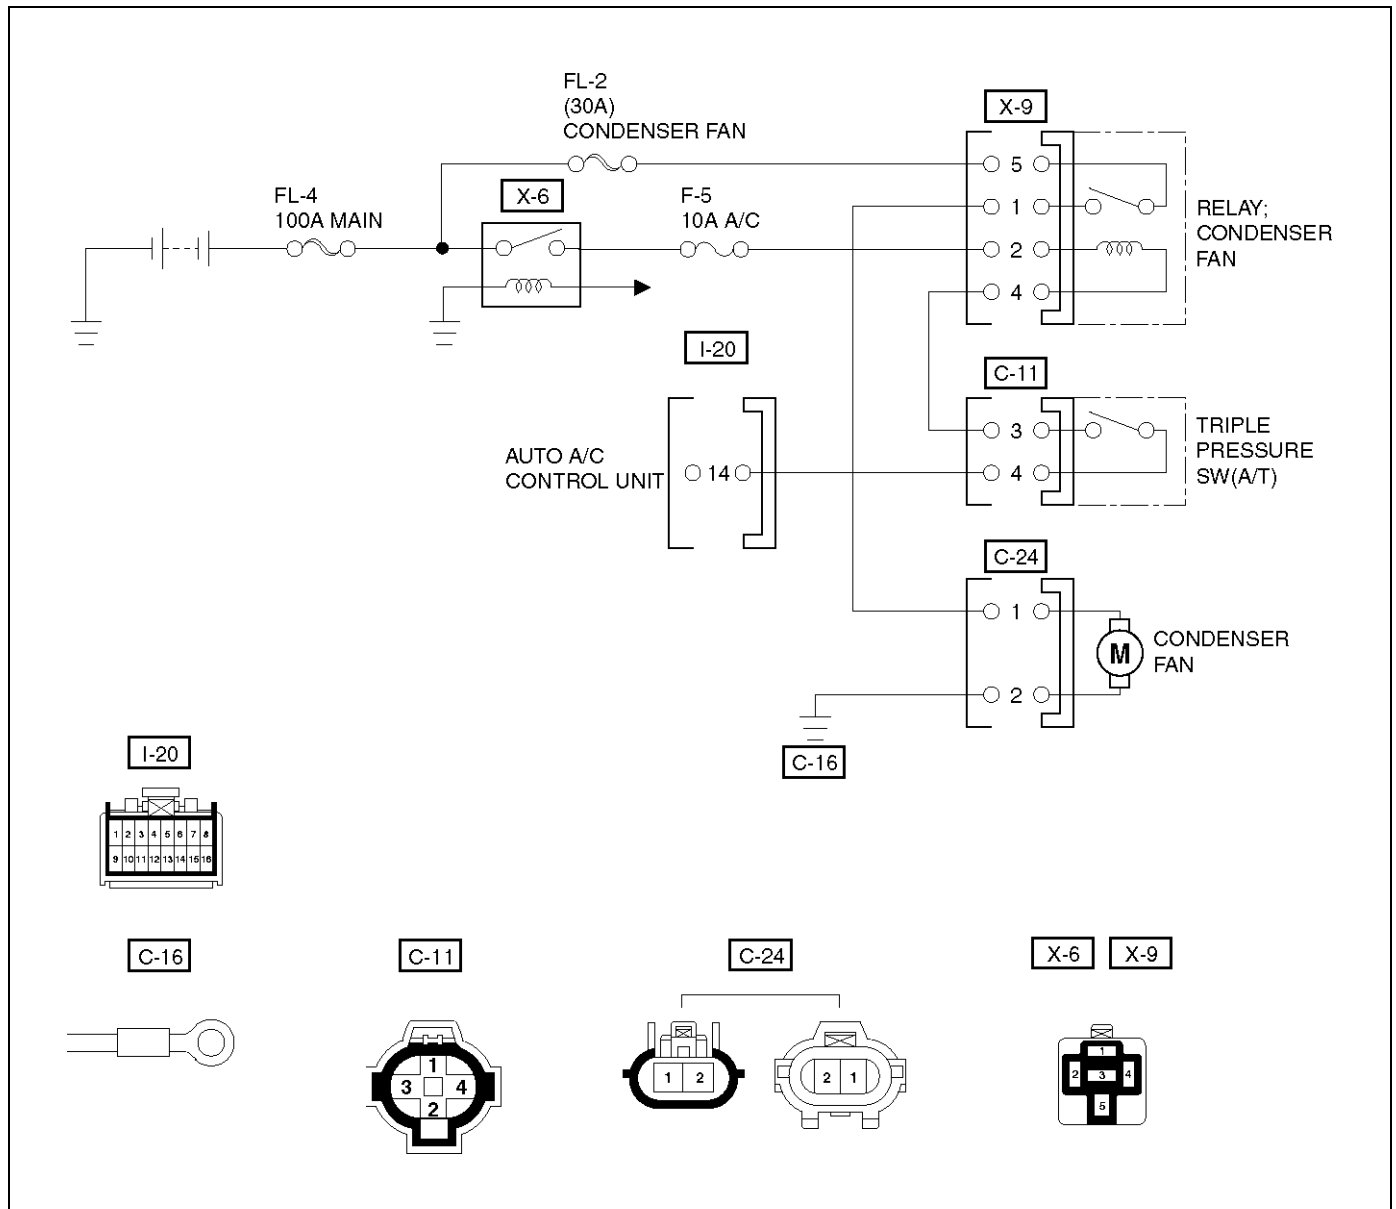 FL-2
(30A)
CONDENSER FAN
X-9
FL-4
100A MAIN
X-6
F-5
10A A/C
5
1
2
4
RELAY;
CONDENSER
FAN
I-20
C-11
AUTO A/C
CONTROL UNIT
14
3
4
TRIPLE
PRESSURE
SW(A/T)
C-24
1
2
M
CONDENSER
FAN
C-16
I-20
1 2 3 4 5 6 7 8
9 10 11 12 13 14 15 16
C-16
C-11
C-24
X-6 X-9
1
3 4
2
1 2
2 1
1
2 3 4
5